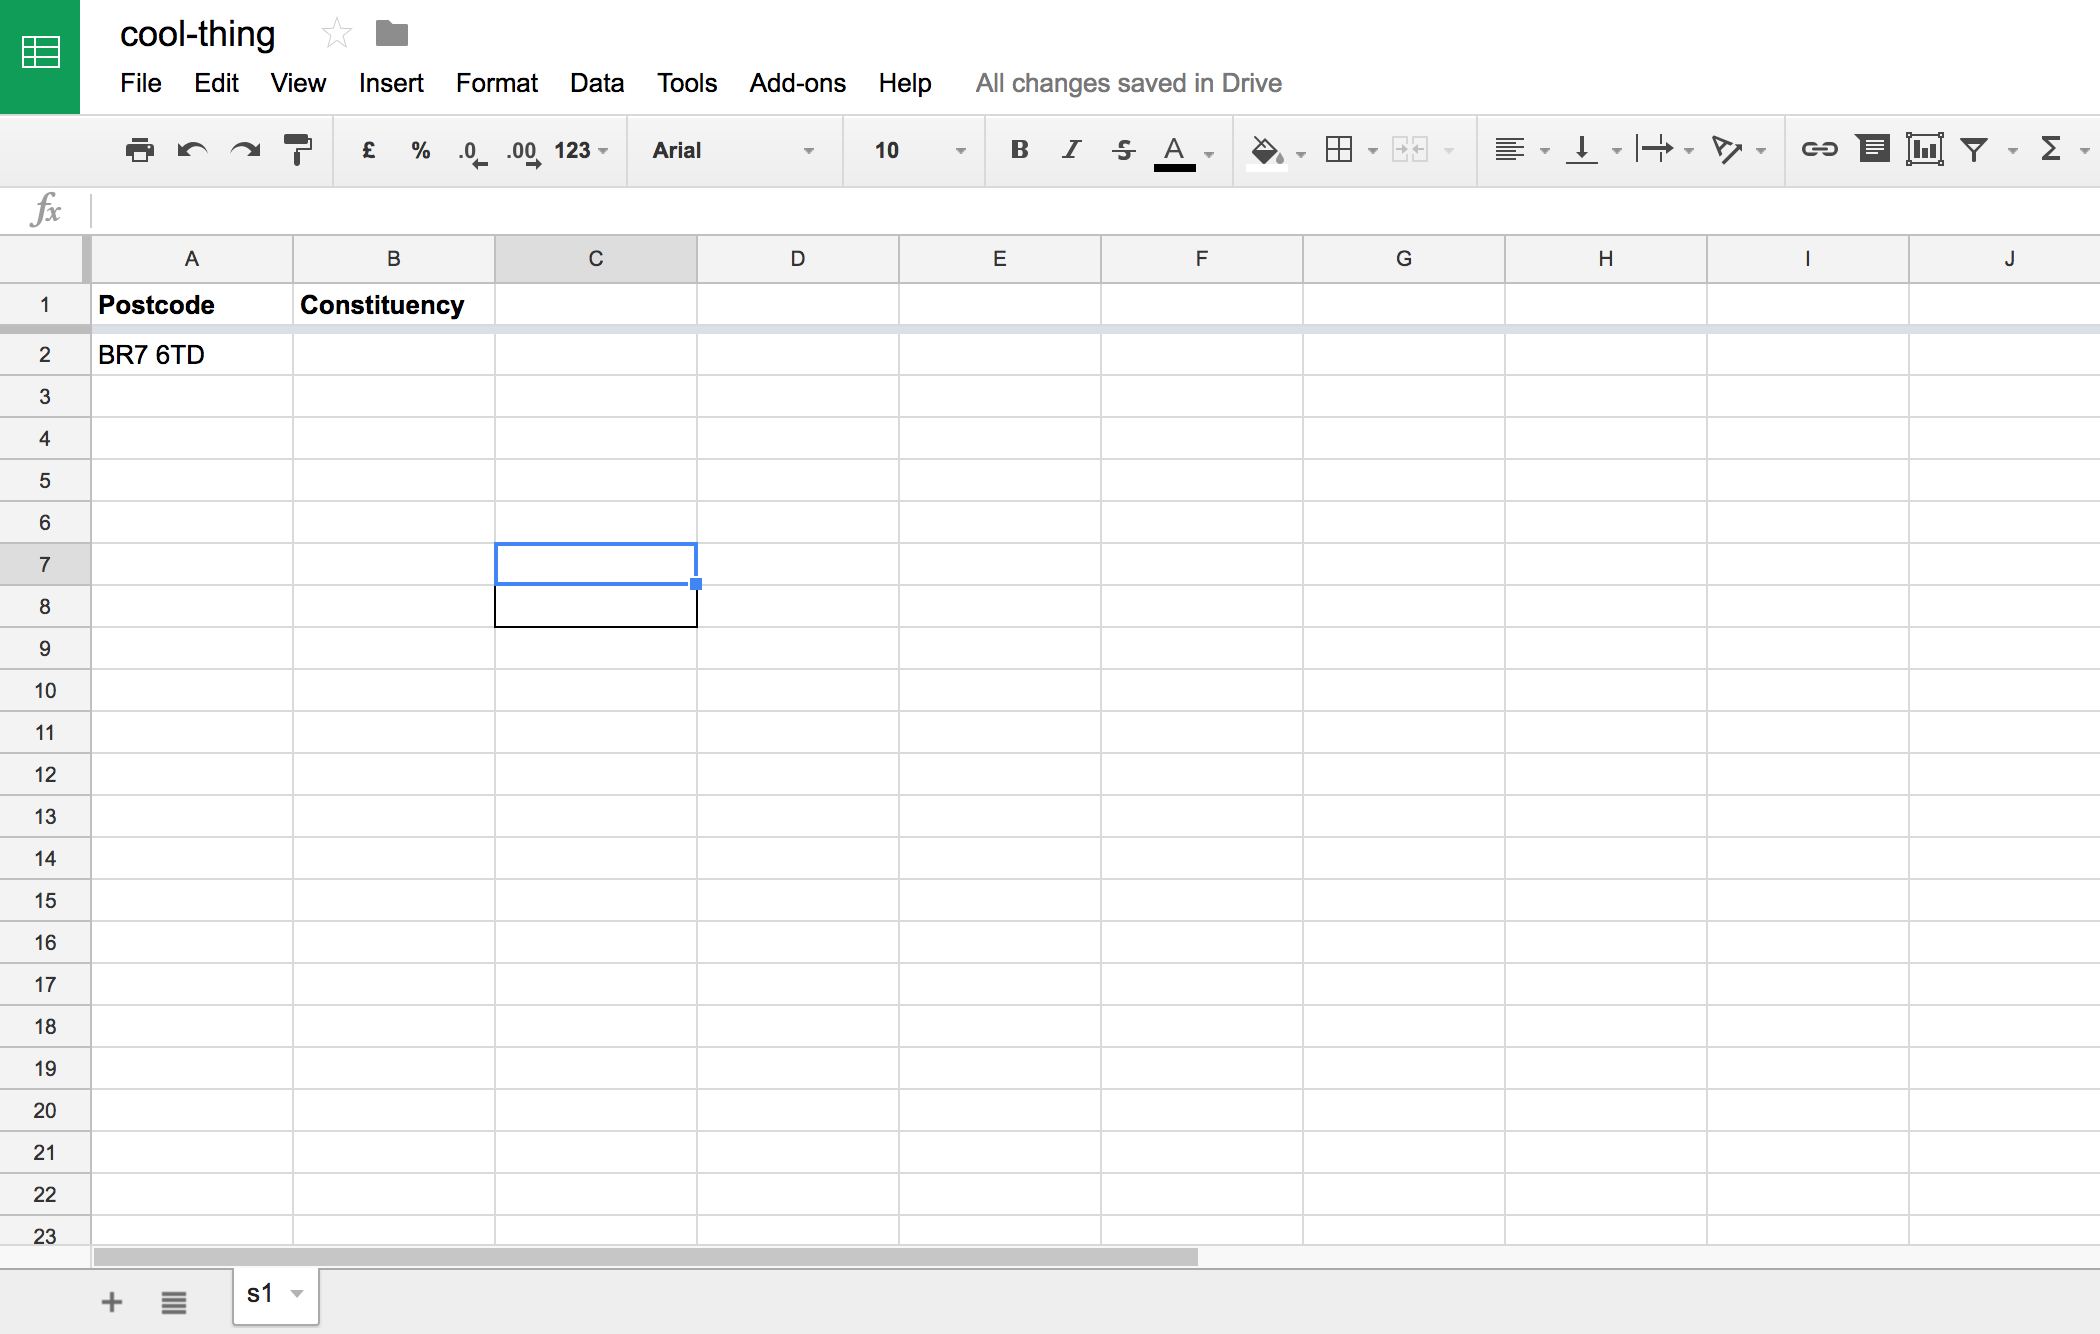 cool-thing
File Edit View Insert Format Data Tools Add-ons Help All changes saved in Drive
£ % .0 .00 123 Arial 10 B I S A Σ
fx
A B C D E F G H I J
1 Postcode Constituency
2 BR7 6TD
3
4
5
6
7
8
9
10
11
12
13
14
15
16
17
18
19
20
21
22
23
+ s1